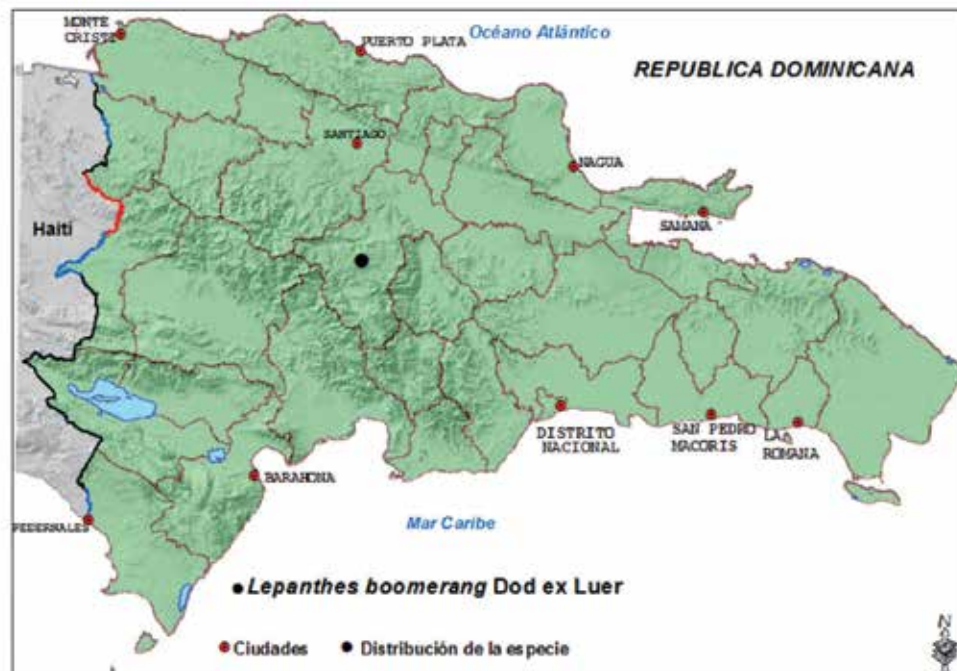 MONTE
CRISTI
PUERTO PLATA
Océano Atlántico
REPUBLICA DOMINICANA
SANTIAGO
NAGUA
SAMANA
Haití
DISTRITO
NACIONAL
SAN PEDRO
MACORIS
LA
ROMANA
BARAHONA
PEDERNALES
Mar Caribe
Lepanthes boomerang Dod ex Luer
Ciudades
Distribución de la especie
N